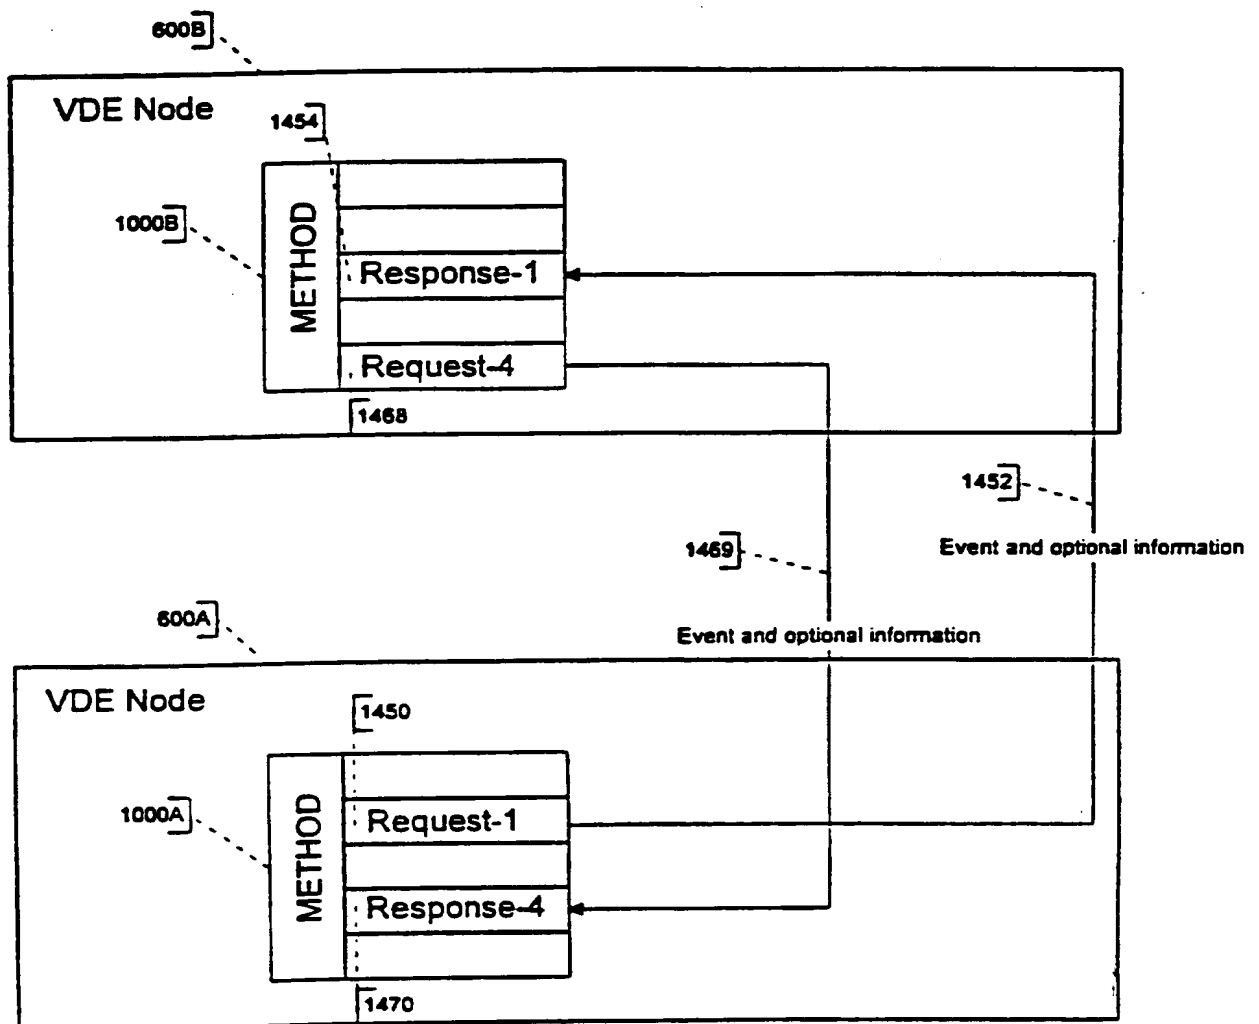 600B
VDE Node
1454
1000B
METHOD
Response-1
Request-4
1468
1452
1469
Event and optional information
600A
Event and optional information
VDE Node
1450
1000A
METHOD
Request-1
Response-4
1470